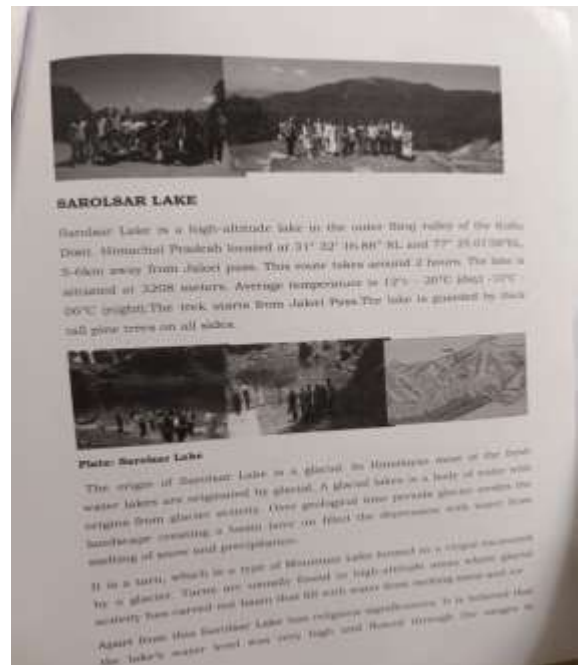 SAROLSAR LAKE
Sarolsar Lake is a high-altitude lake in the outer Siraj valley of the Kullu
Distt. Himachal Pradesh located at 31° 32' NL and 77° EL,
5-6km away from Jalori pass. This route takes around 2 hours. The lake is
situated at 3208 meters. Average temperature is 20°C (day)
06°C (night).The trek starts from Jalori Pass.The lake is guarded by thick
tall pine trees on all sides.
Plate: Sarolsar Lake
The origin of Sarolsar Lake is a glacial. In Himalayas most of the fresh
water lakes are originated by glacial. A glacial lakes is a body of water with
origins from glacier activity. Over geological time periods glacier erodes the
landscape creating a basin later on filled the depression with water from
melting of snow and precipitation.
It is a tarn, which is a type of Mountain Lake formed in a cirque excavated
by a glacier. Tarns are usually found in high-altitude areas where glacial
activity has carved out basin that fill with water from melting snow and ice.
Apart from this Sarolsar Lake has religious significance. It is believed that
the lake's water level was very high and flowed through the ranges in